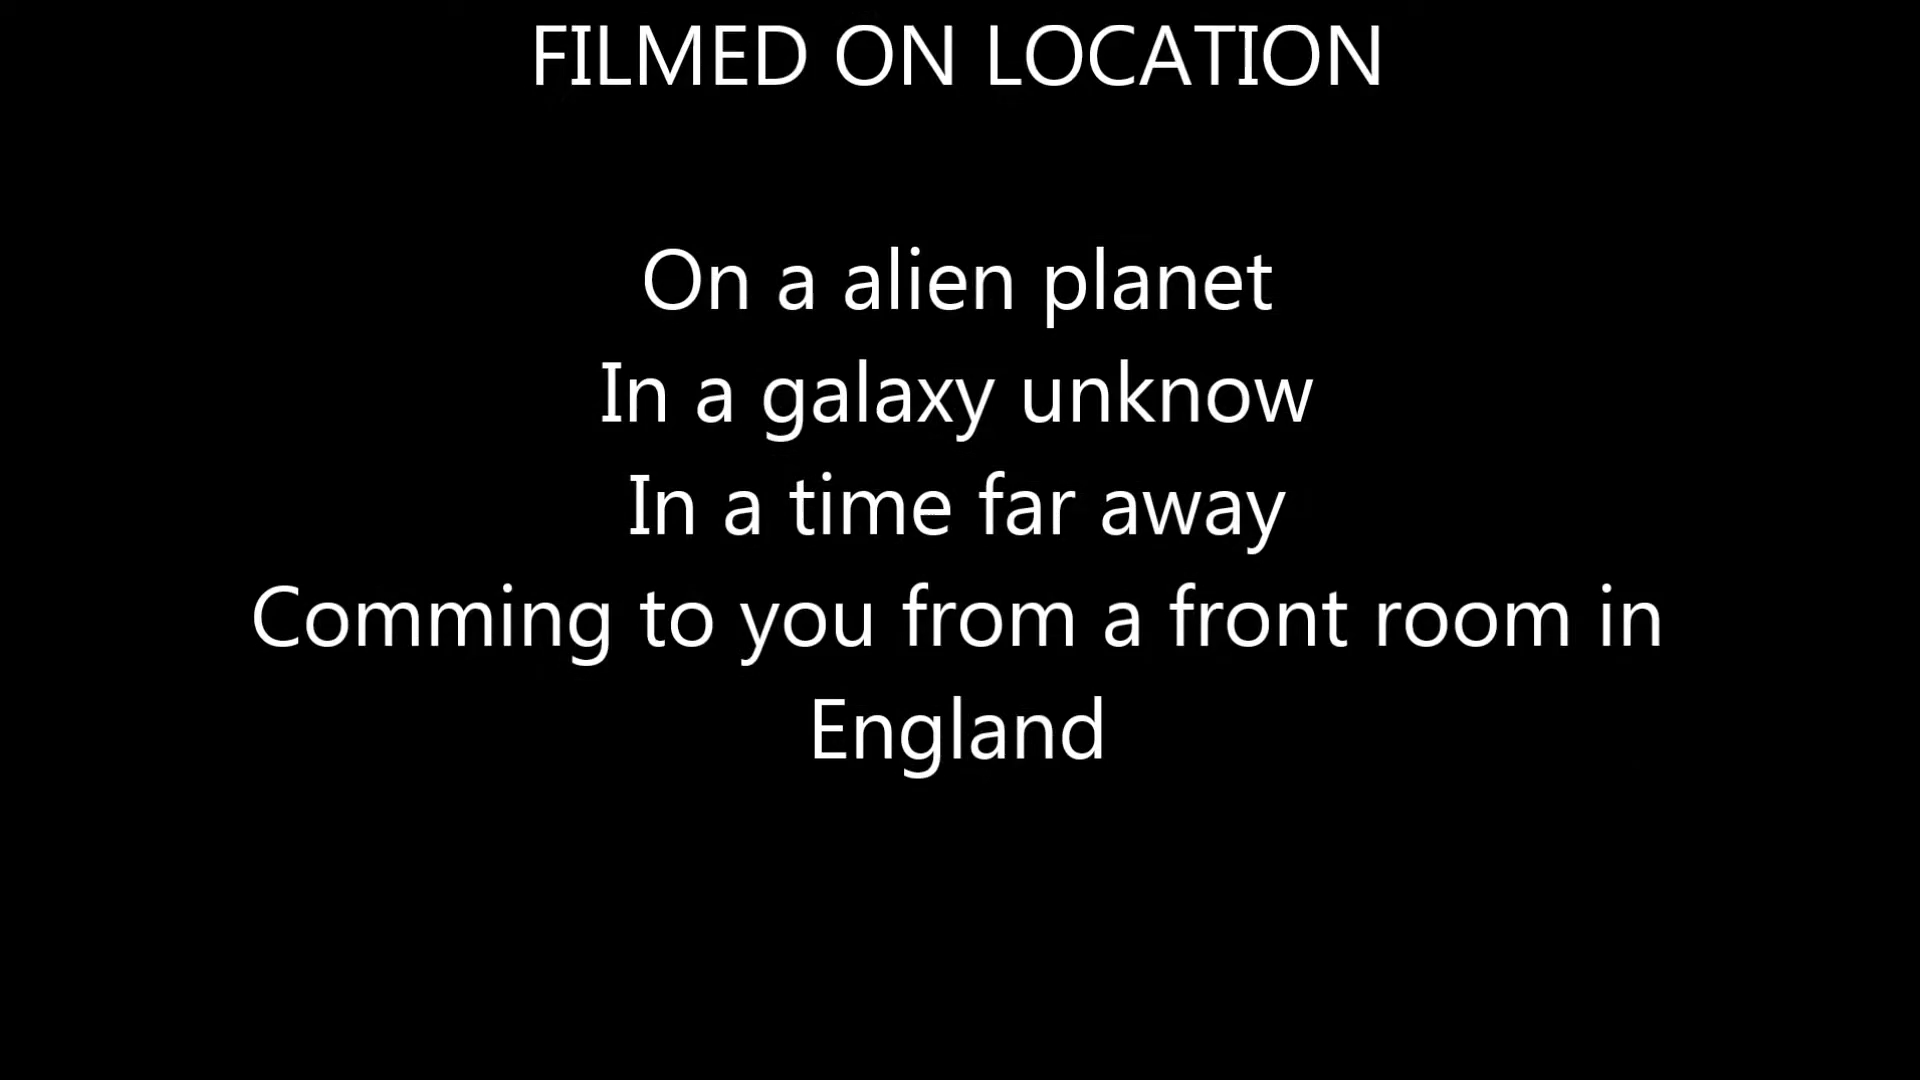 FILMED ON LOCATION
On a alien planet
In a galaxy unknow
In a time far away
Comming to you from a front room in
England